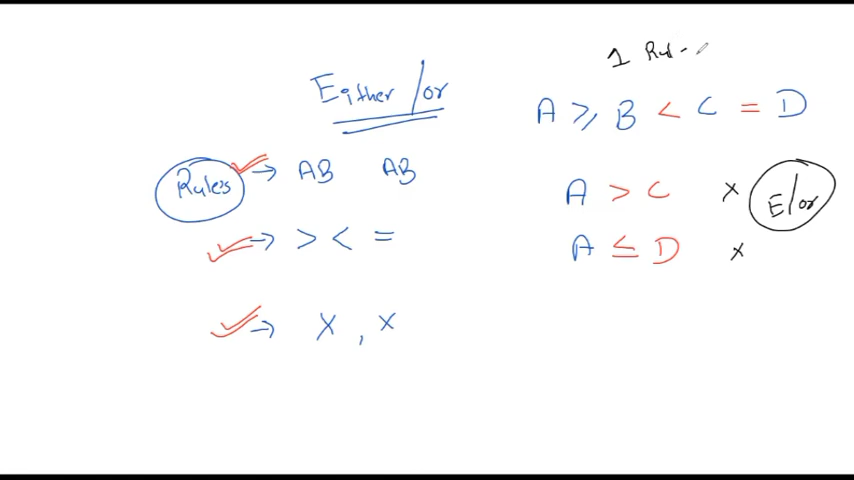 Either/or
Rules → AB AB
→ > < =
→ X, X
1 Rul
A ≥ B < C = D
A > C X
E/or
A ≤ D X